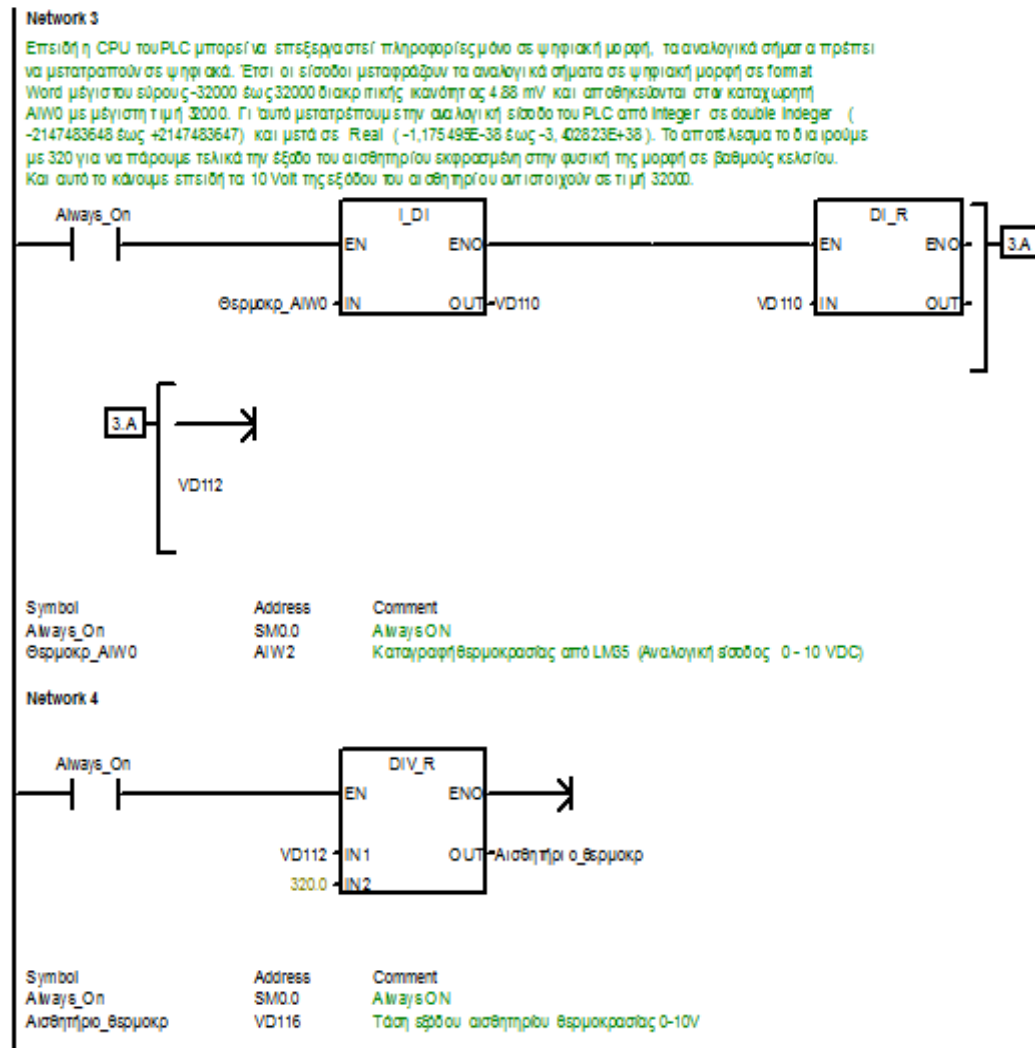 Network 3
Επειδή η CPU του PLC μπορεί να επεξεργαστεί πληροφορίες μόνο σε ψηφιακή μορφή, τα αναλογικά σήματα πρέπει
να μετατραπούν σε ψηφιακά. Έτσι οι είσοδοι μεταφράζουν τα αναλογικά σήματα σε ψηφιακή μορφή σε format
Word μέγιστου εύρους -32000 έως 32000 διακριτικής ικανότητας 4.88 mV και αποθηκεύονται στον καταχωρητή
AIW0 με μέγιστη τιμή 32000. Γι 'αυτό μετατρέπουμε την αναλογική είσοδο του PLC από Integer σε double Indeger (
-2147483648 έως +2147483647) και μετά σε Real ( -1,175495E-38 έως -3, 402823E+38 ). Το αποτέλεσμα το διαιρούμε
με 320 για να πάρουμε τελικά την έξοδο του αισθητηρίου εκφρασμένη στην φυσική της μορφή σε βαθμούς κελσίου.
Και αυτό το κάνουμε επειδή τα 10 Volt της εξόδου του αισθητηρίου αντιστοιχούν σε τιμή 32000.
Always_On I_DI DI_R
EN ENO EN ENO 3.A
Θερμοκρ_AIW0 IN OUT VD110 VD110 IN OUT
3.A
VD112
Symbol Address Comment
Always_On SM0.0 Always ON
Θερμοκρ_AIW0 AIW2 Καταγραφή θερμοκρασίας από LM35 (Αναλογική είσοδος 0 - 10 VDC)
Network 4
Always_On DIV_R
EN ENO
VD112 IN1 OUT Αισθητήριο_θερμοκρ
320.0 IN2
Symbol Address Comment
Always_On SM0.0 Always ON
Αισθητήριο_θερμοκρ VD116 Τάση εξόδου αισθητηρίου θερμοκρασίας 0-10V